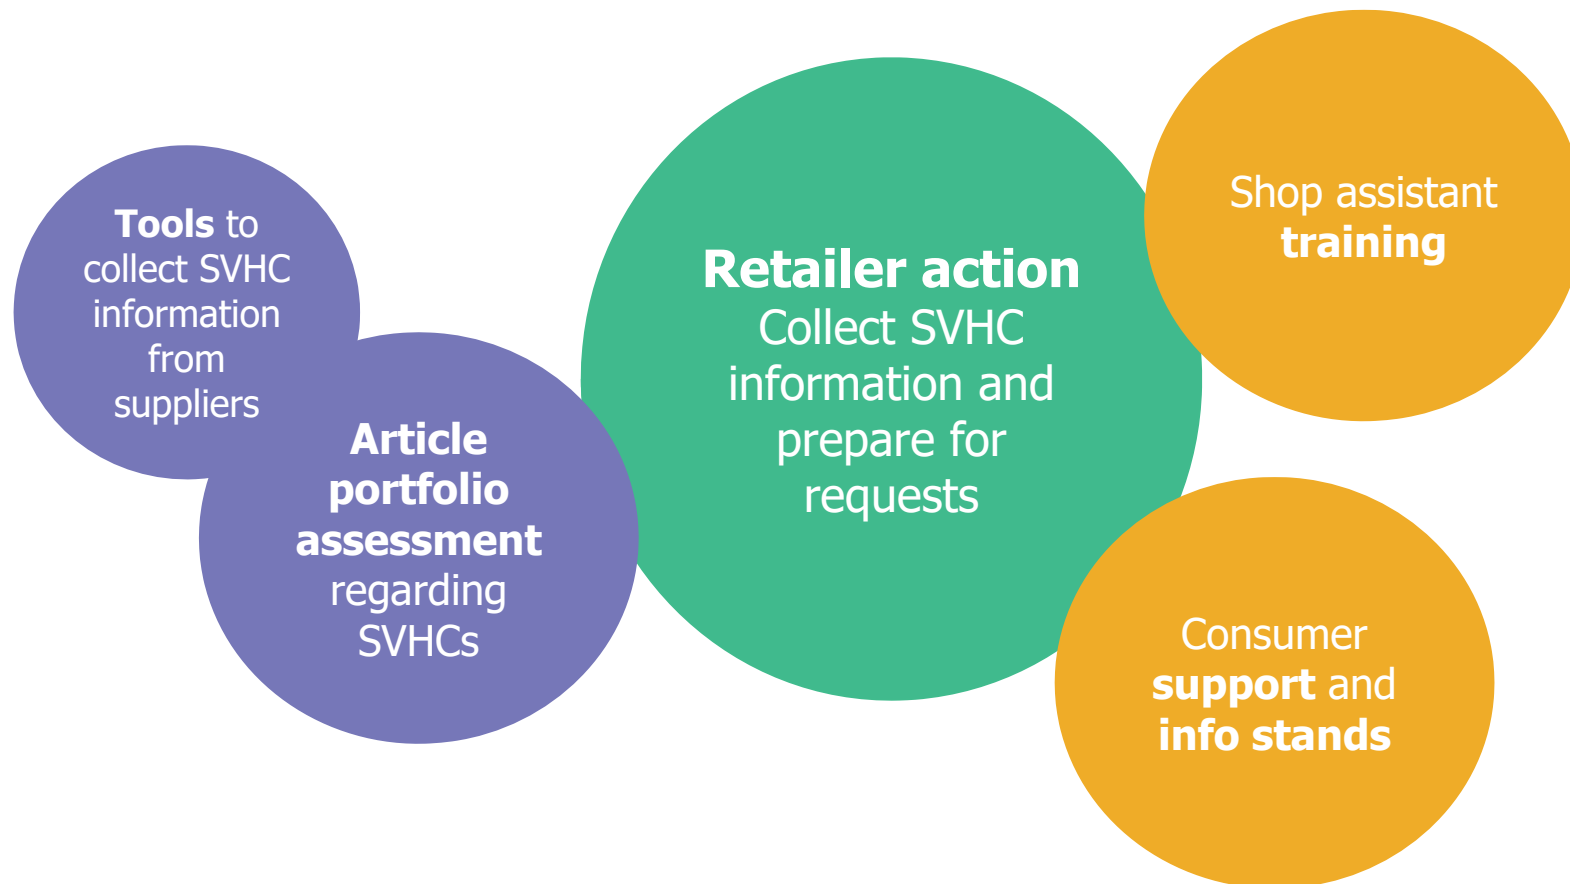 Tools to
collect SVHC
information
from
suppliers
Article
portfolio
assessment
regarding
SVHCs
Retailer action
Collect SVHC
information and
prepare for
requests
Shop assistant
training
Consumer
support and
info stands